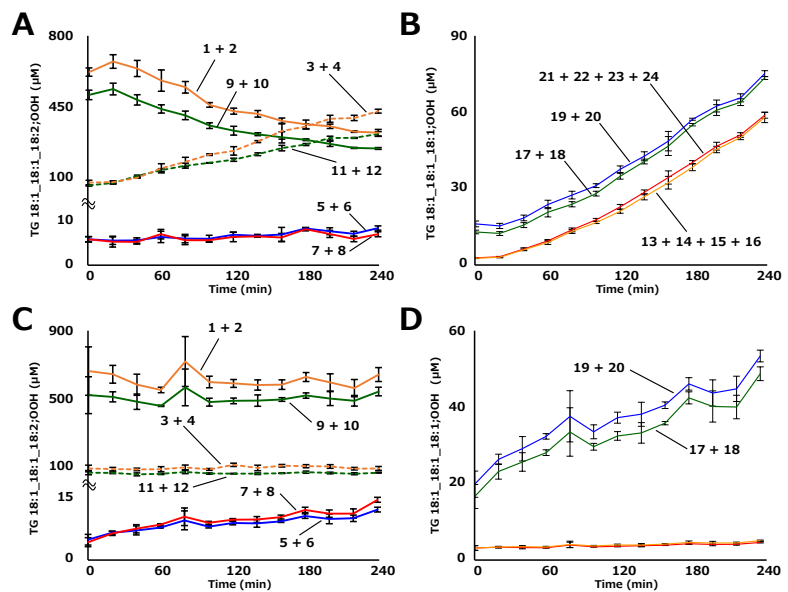 A
TG 18:1_18:1_18:2;OOH (μM)
800
450
100
10
0
1 + 2
3 + 4
9 + 10
11 + 12
5 + 6
7 + 8
0 60 120 180 240
Time (min)
B
TG 18:1_18:1_18:1;OOH (μM)
90
60
30
0
21 + 22 + 23 + 24
19 + 20
17 + 18
13 + 14 + 15 + 16
0 60 120 180 240
Time (min)
C
TG 18:1_18:1_18:2;OOH (μM)
900
500
100
15
0
1 + 2
9 + 10
3 + 4
11 + 12
7 + 8
5 + 6
0 60 120 180 240
Time (min)
D
TG 18:1_18:1_18:1;OOH (μM)
60
40
20
0
19 + 20
17 + 18
0 60 120 180 240
Time (min)